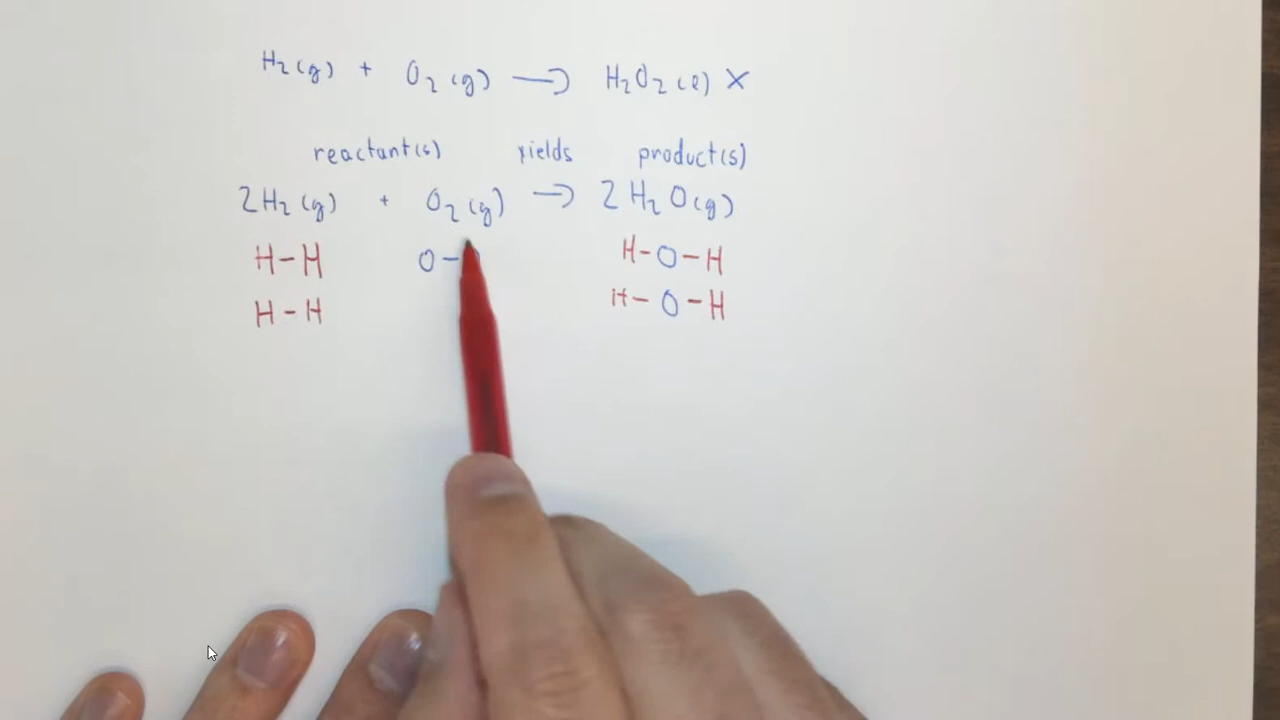 H2(g) + O2(g) → H2O2(l) X
reactant(s) yields product(s)
2H2(g) + O2(g) → 2H2O(g)
H-H O- H-O-H
H-H H-O-H